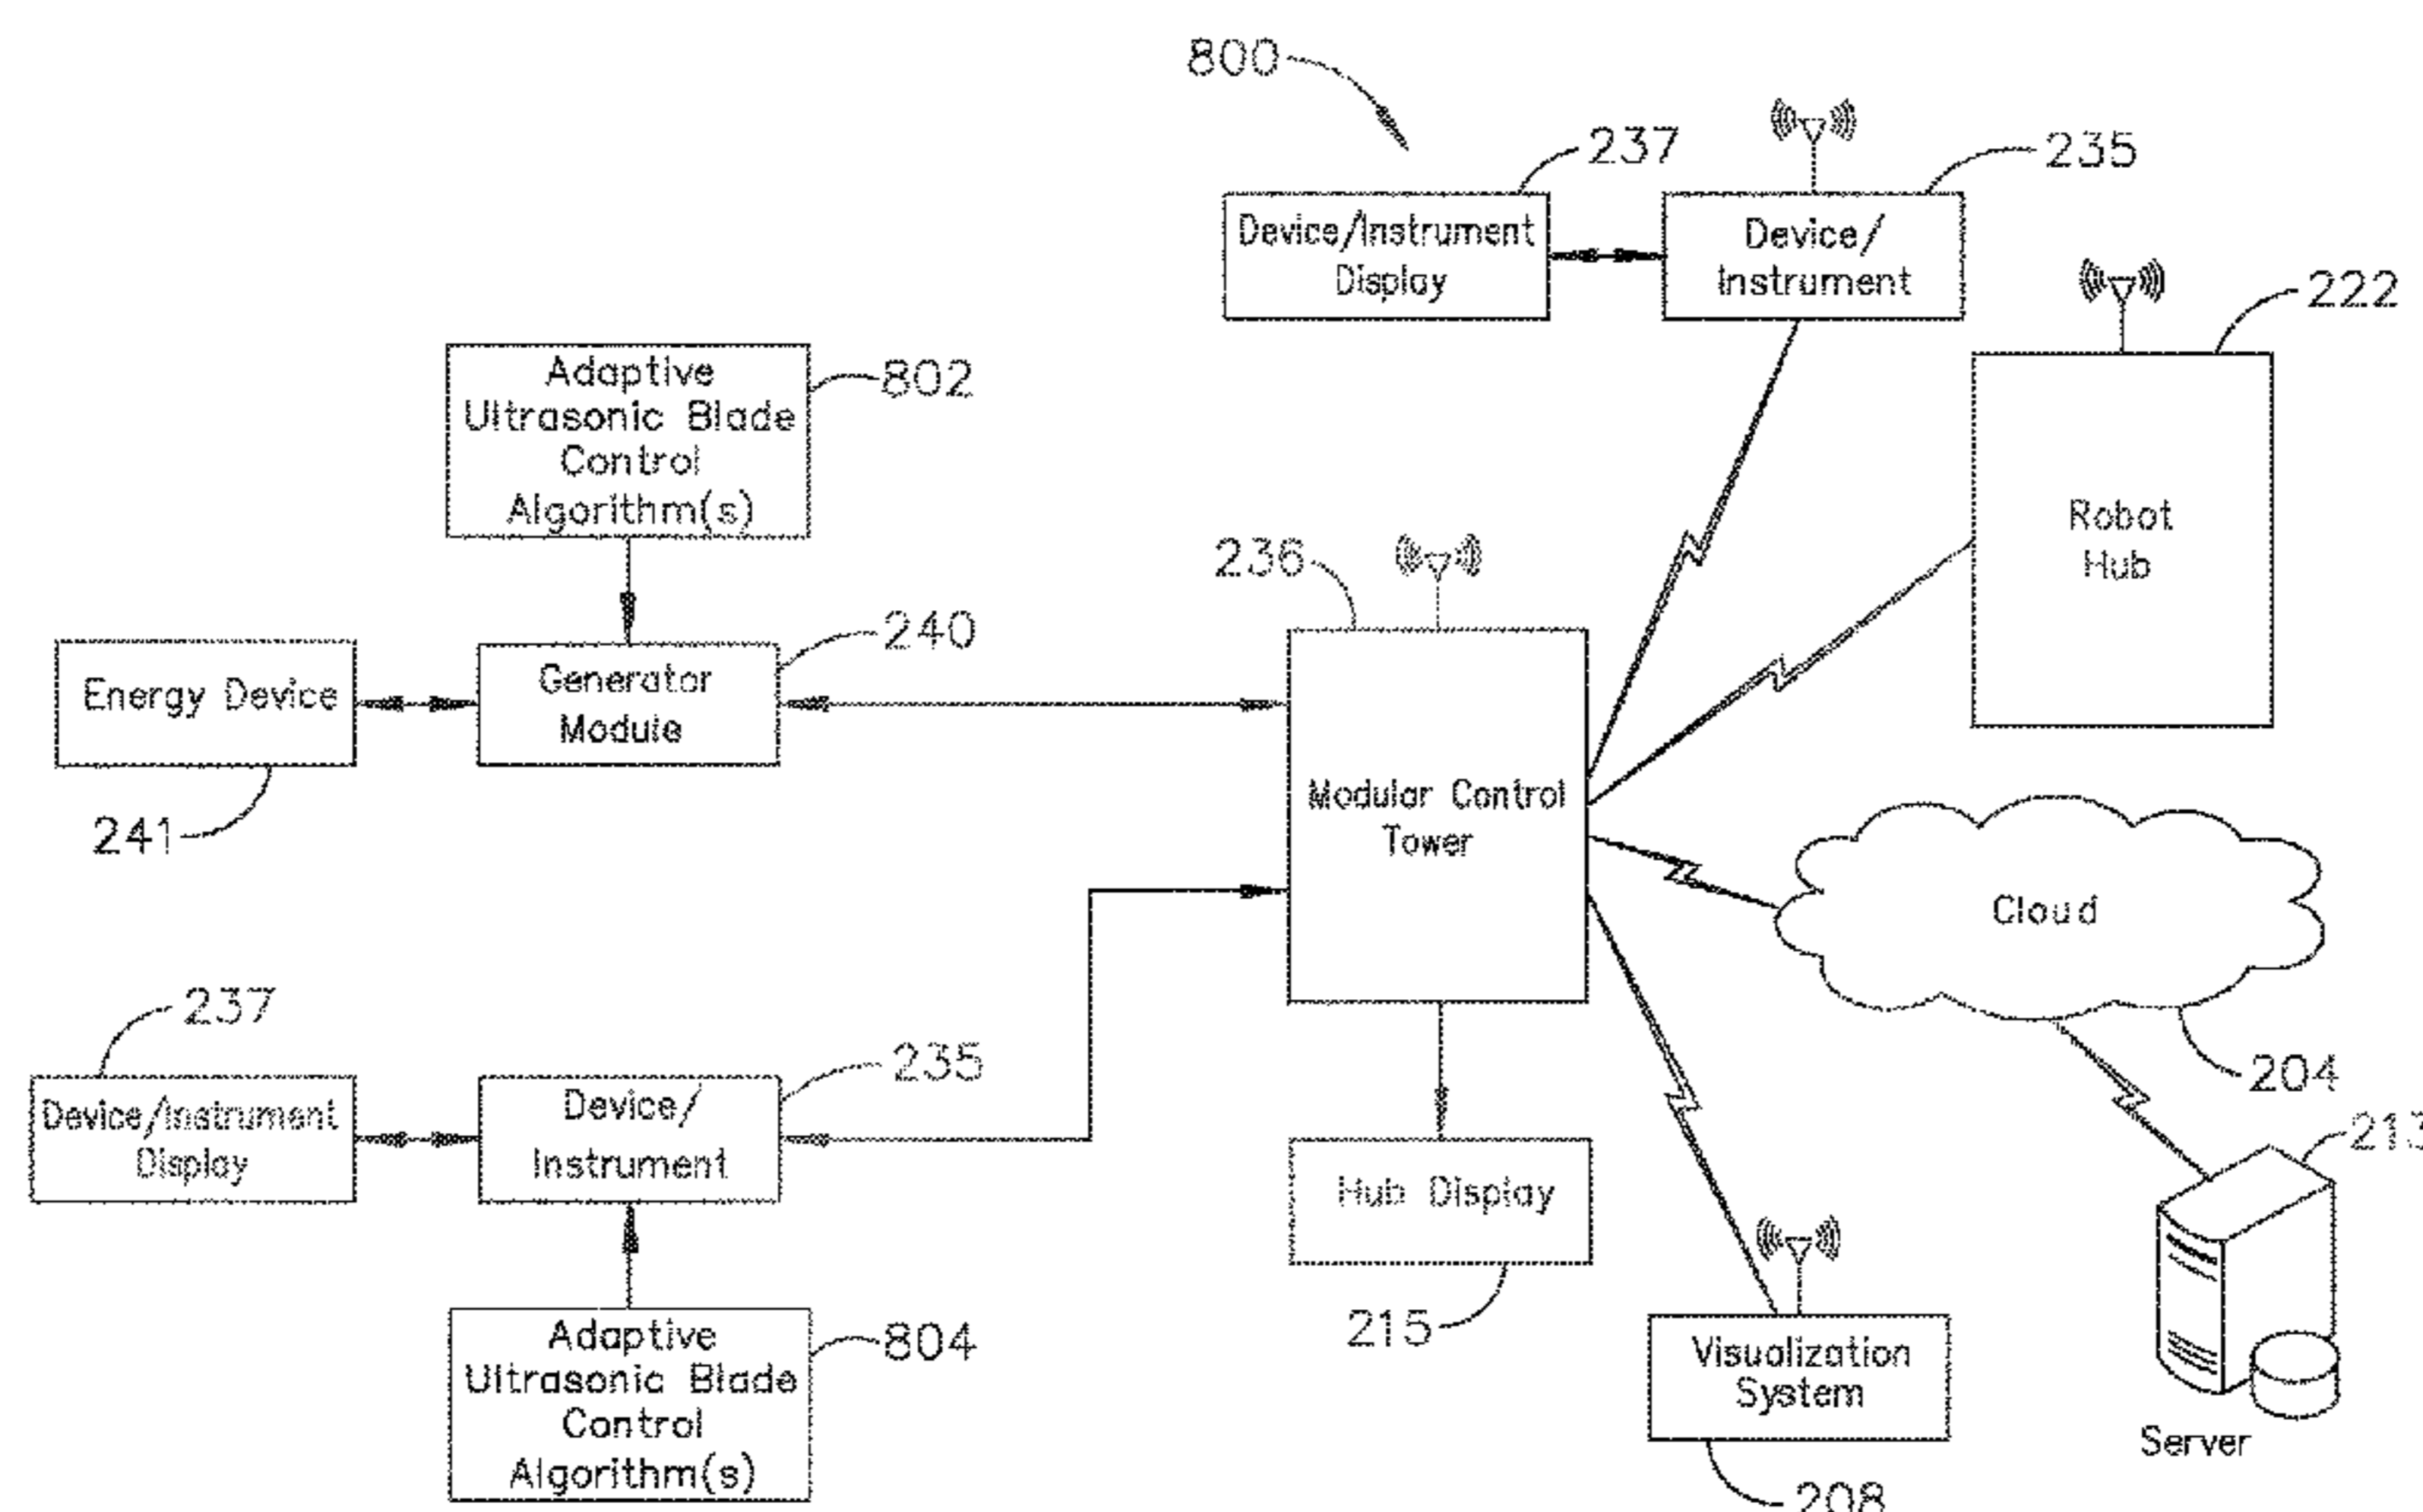 800
237
235
Device/Instrument
Display
Device/
Instrument
222
Adaptive
Ultrasonic Blade
Control
Algorithm(s)
802
Robot
Hub
236
240
Energy Device
Generator
Module
241
Modular Control
Tower
Cloud
237
235
204
Device/Instrument
Display
Device/
Instrument
213
Hub Display
215
Adaptive
Ultrasonic Blade
Control
Algorithm(s)
804
Visualization
System
Server
208